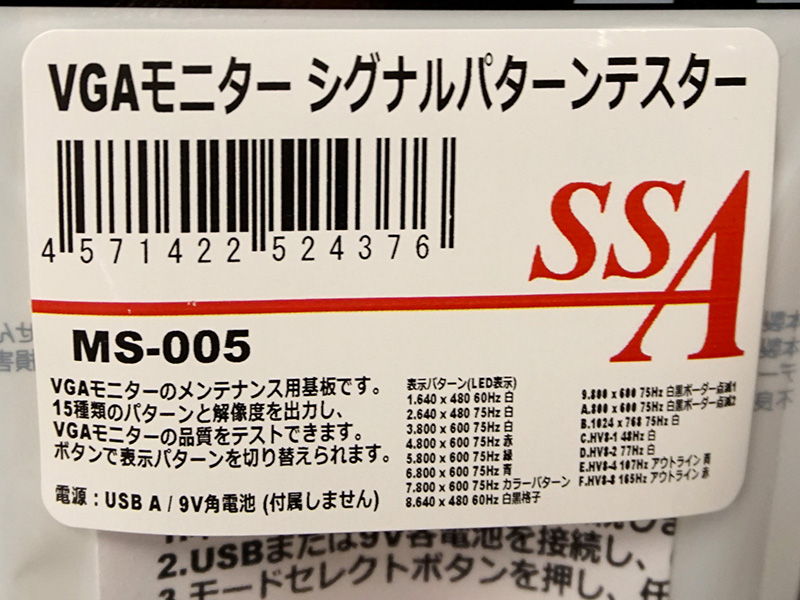 VGAモニター シグナルパターンテスター
4 571422 524376
SSA
MS-005
VGAモニターのメンテナンス用基板です。
15種類のパターンと解像度を出力し、
VGAモニターの品質をテストできます。
ボタンで表示パターンを切り替えられます。
電源：USB A / 9V角電池 (付属しません)
表示パターン(LED表示)
1.640 x 480 60Hz 白
2.640 x 480 75Hz 白
3.800 x 600 75Hz 白
4.800 x 600 75Hz 赤
5.800 x 600 75Hz 緑
6.800 x 600 75Hz 青
7.800 x 600 75Hz カラーパターン
8.640 x 480 60Hz 白黒格子
9.800 x 600 75Hz 白黒ボーダー点滅1
A.800 x 600 75Hz 白黒ボーダー点滅2
B.1024 x 768 75Hz 白
C.HV8-1 48Hz 白
D.HV8-2 77Hz 白
E.HV8-4 107Hz アウトライン 青
F.HV8-8 165Hz アウトライン 赤
2.USBまたは9V容電池を接続し、
3.モードセレクトボタンを押し、任